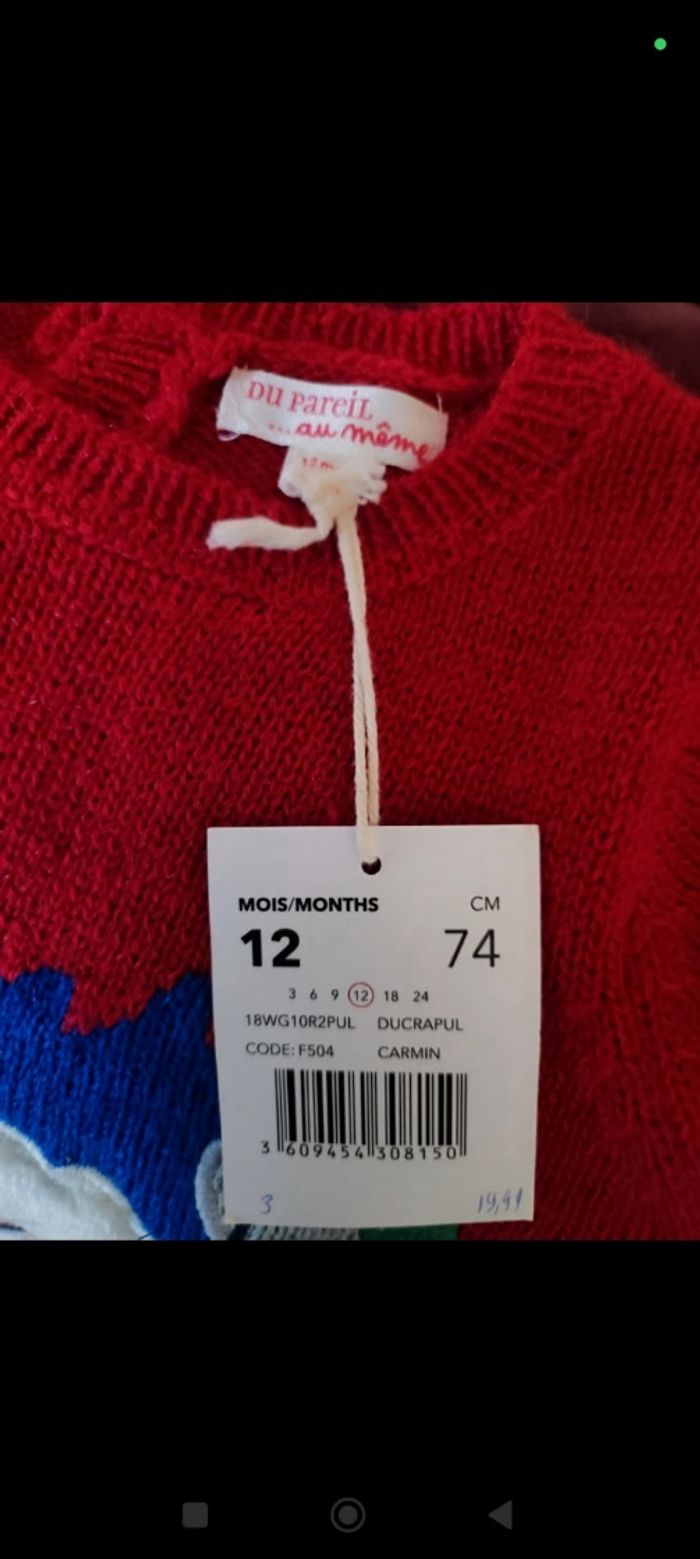 Du Pareil
...au même
12m
MOIS/MONTHS CM
12 74
3 6 9 12 18 24
18WG10R2PUL DUCRAPUL
CODE: F504 CARMIN
3 609454 308150
3 19,99